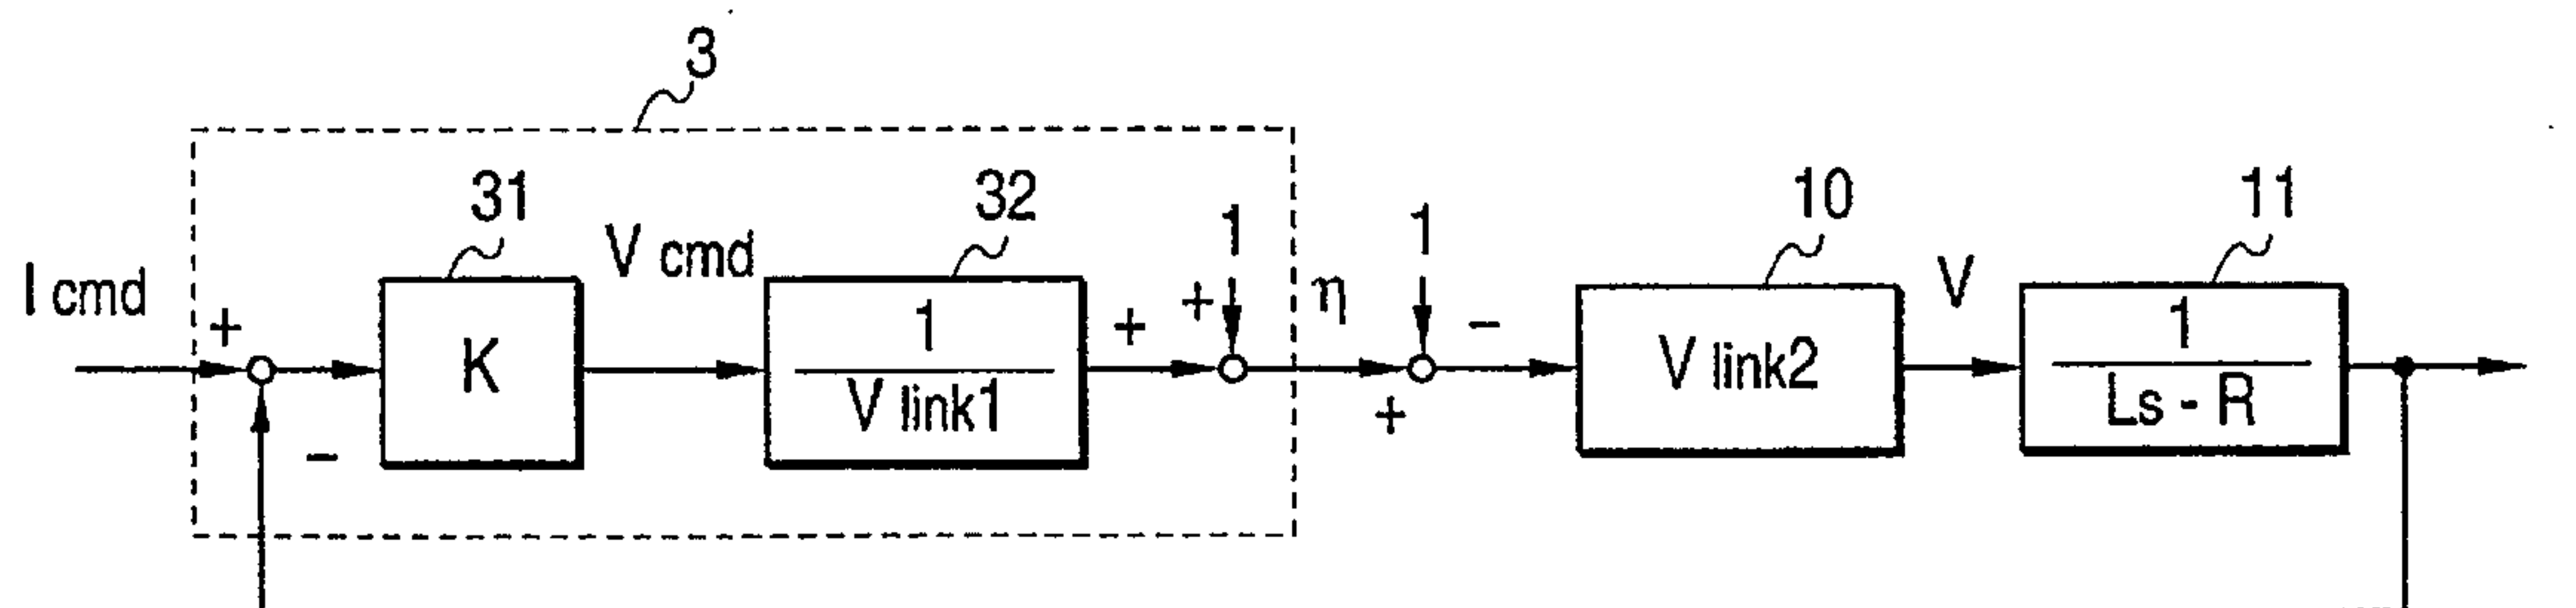 3
31
32
10
11
I cmd
+
-
K
V cmd
1
V link1
+
+
1
η
1
+
-
V link2
V
1
Ls - R